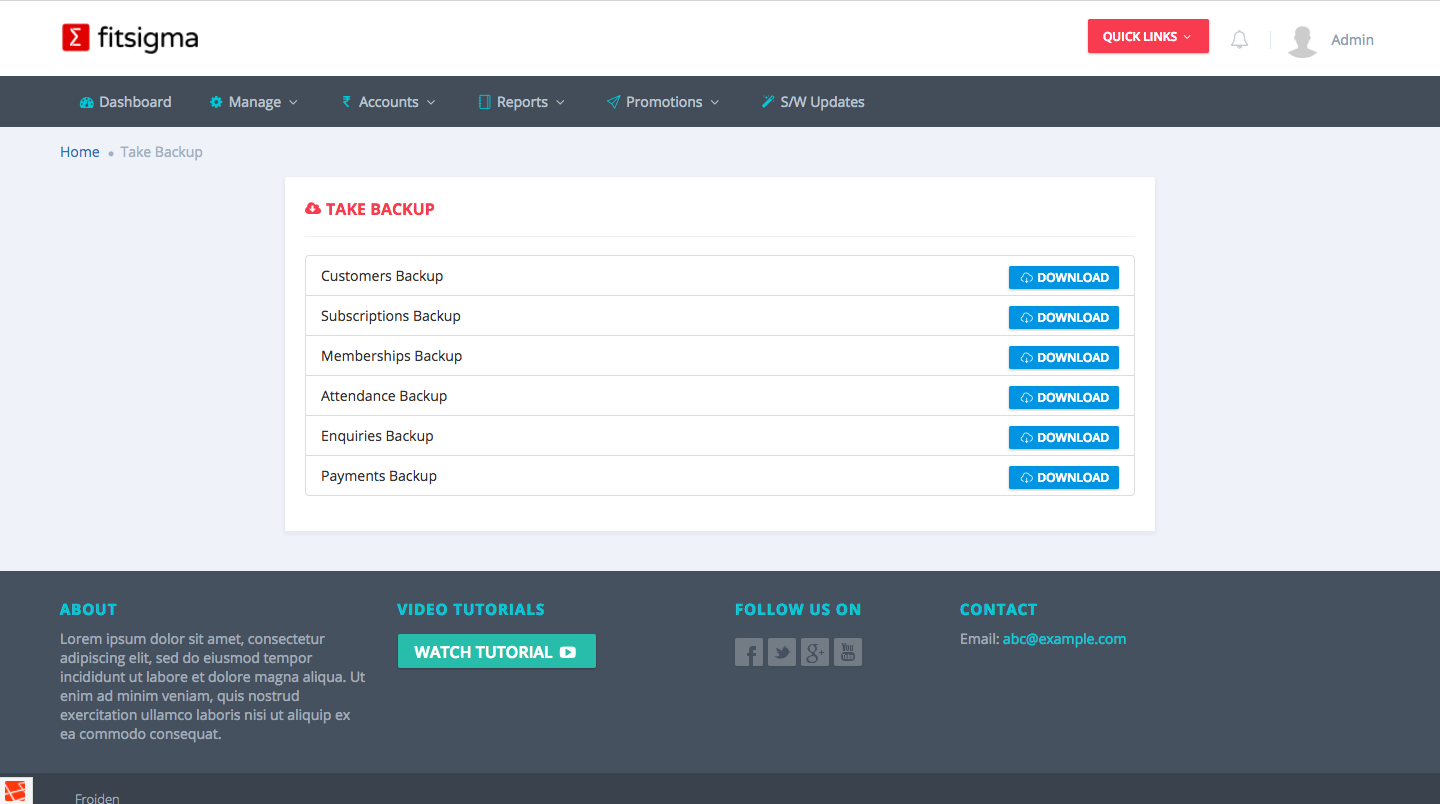 Σ fitsigma
QUICK LINKS
Admin
Dashboard Manage Accounts Reports Promotions S/W Updates
Home • Take Backup
TAKE BACKUP
Customers Backup DOWNLOAD
Subscriptions Backup DOWNLOAD
Memberships Backup DOWNLOAD
Attendance Backup DOWNLOAD
Enquiries Backup DOWNLOAD
Payments Backup DOWNLOAD
ABOUT
Lorem ipsum dolor sit amet, consectetur
adipiscing elit, sed do eiusmod tempor
incididunt ut labore et dolore magna aliqua. Ut
enim ad minim veniam, quis nostrud
exercitation ullamco laboris nisi ut aliquip ex
ea commodo consequat.
VIDEO TUTORIALS
WATCH TUTORIAL
FOLLOW US ON
You Tube
CONTACT
Email: abc@example.com
Froiden